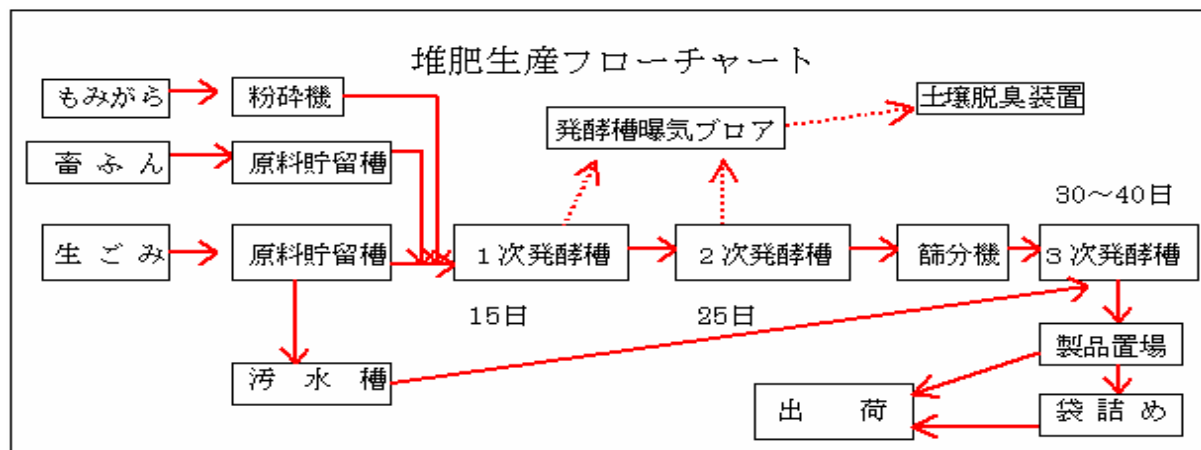 堆肥生産フローチャート
もみがら
粉砕機
土壌脱臭装置
発酵槽曝気ブロア
畜ふん
原料貯留槽
30~40日
生ごみ
原料貯留槽
1次発酵槽
2次発酵槽
篩分機
3次発酵槽
15日
25日
汚水槽
製品置場
出荷
袋詰め